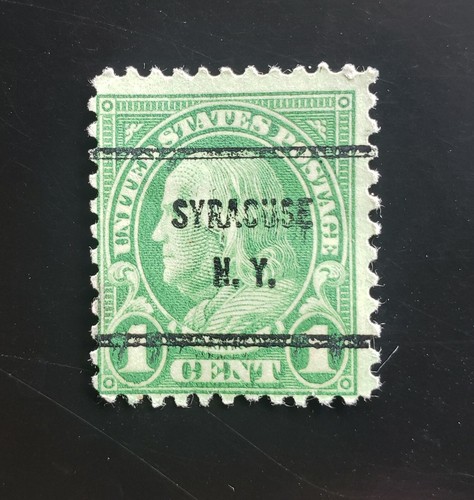 UNITED STATES POSTAGE
SYRACUSE
N. Y.
1 1
CENT